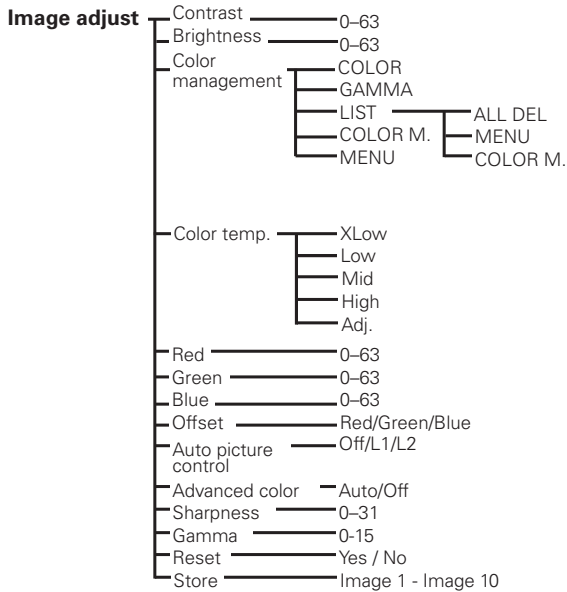 Image adjust
Contrast 0–63
Brightness 0–63
Color management
COLOR
GAMMA
LIST
ALL DEL
MENU
COLOR M.
COLOR M.
MENU
Color temp.
XLow
Low
Mid
High
Adj.
Red 0–63
Green 0–63
Blue 0–63
Offset Red/Green/Blue
Auto picture control Off/L1/L2
Advanced color Auto/Off
Sharpness 0–31
Gamma 0-15
Reset Yes / No
Store Image 1 - Image 10